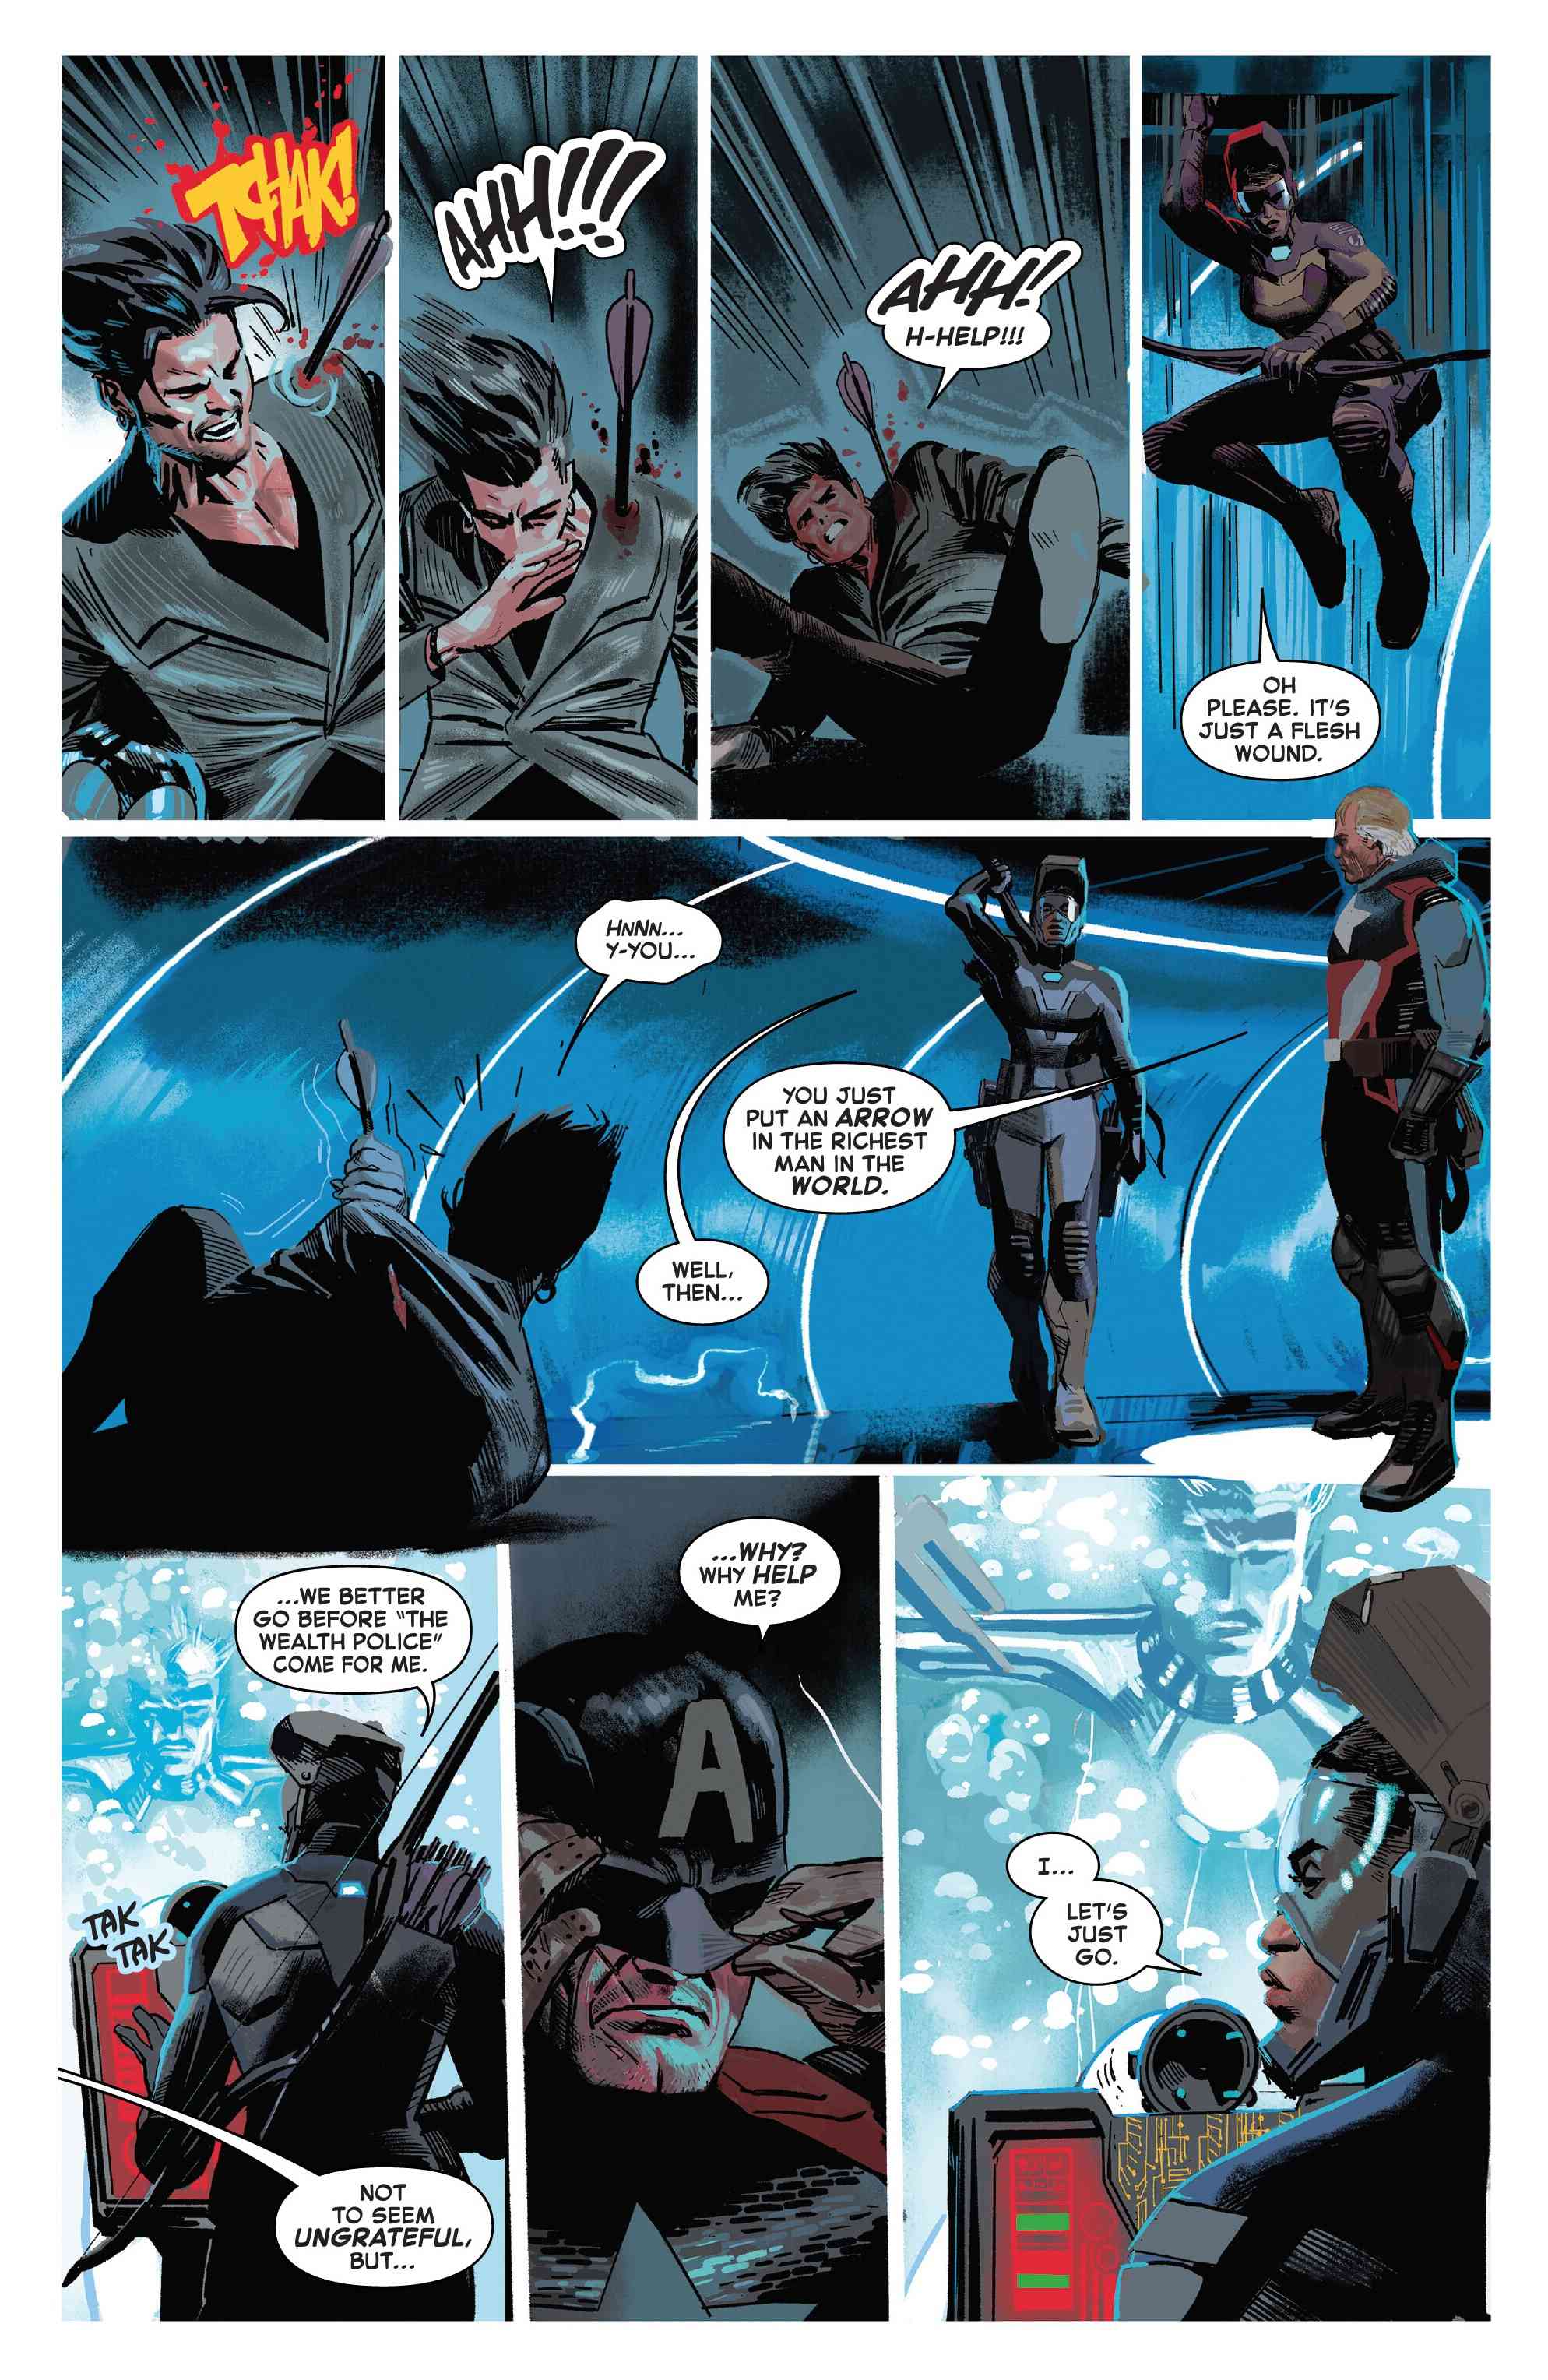 THAK!
AHH!!!
AHH!
H-HELP!!!
OH
PLEASE. IT'S
JUST A FLESH
WOUND.
HNNN...
Y-YOU...
YOU JUST
PUT AN ARROW
IN THE RICHEST
MAN IN THE
WORLD.
WELL,
THEN...
...WE BETTER
GO BEFORE "THE
WEALTH POLICE"
COME FOR ME.
TAK
TAK
NOT
TO SEEM
UNGRATEFUL,
BUT...
...WHY?
WHY HELP
ME?
A
I...
LET'S
JUST
GO.